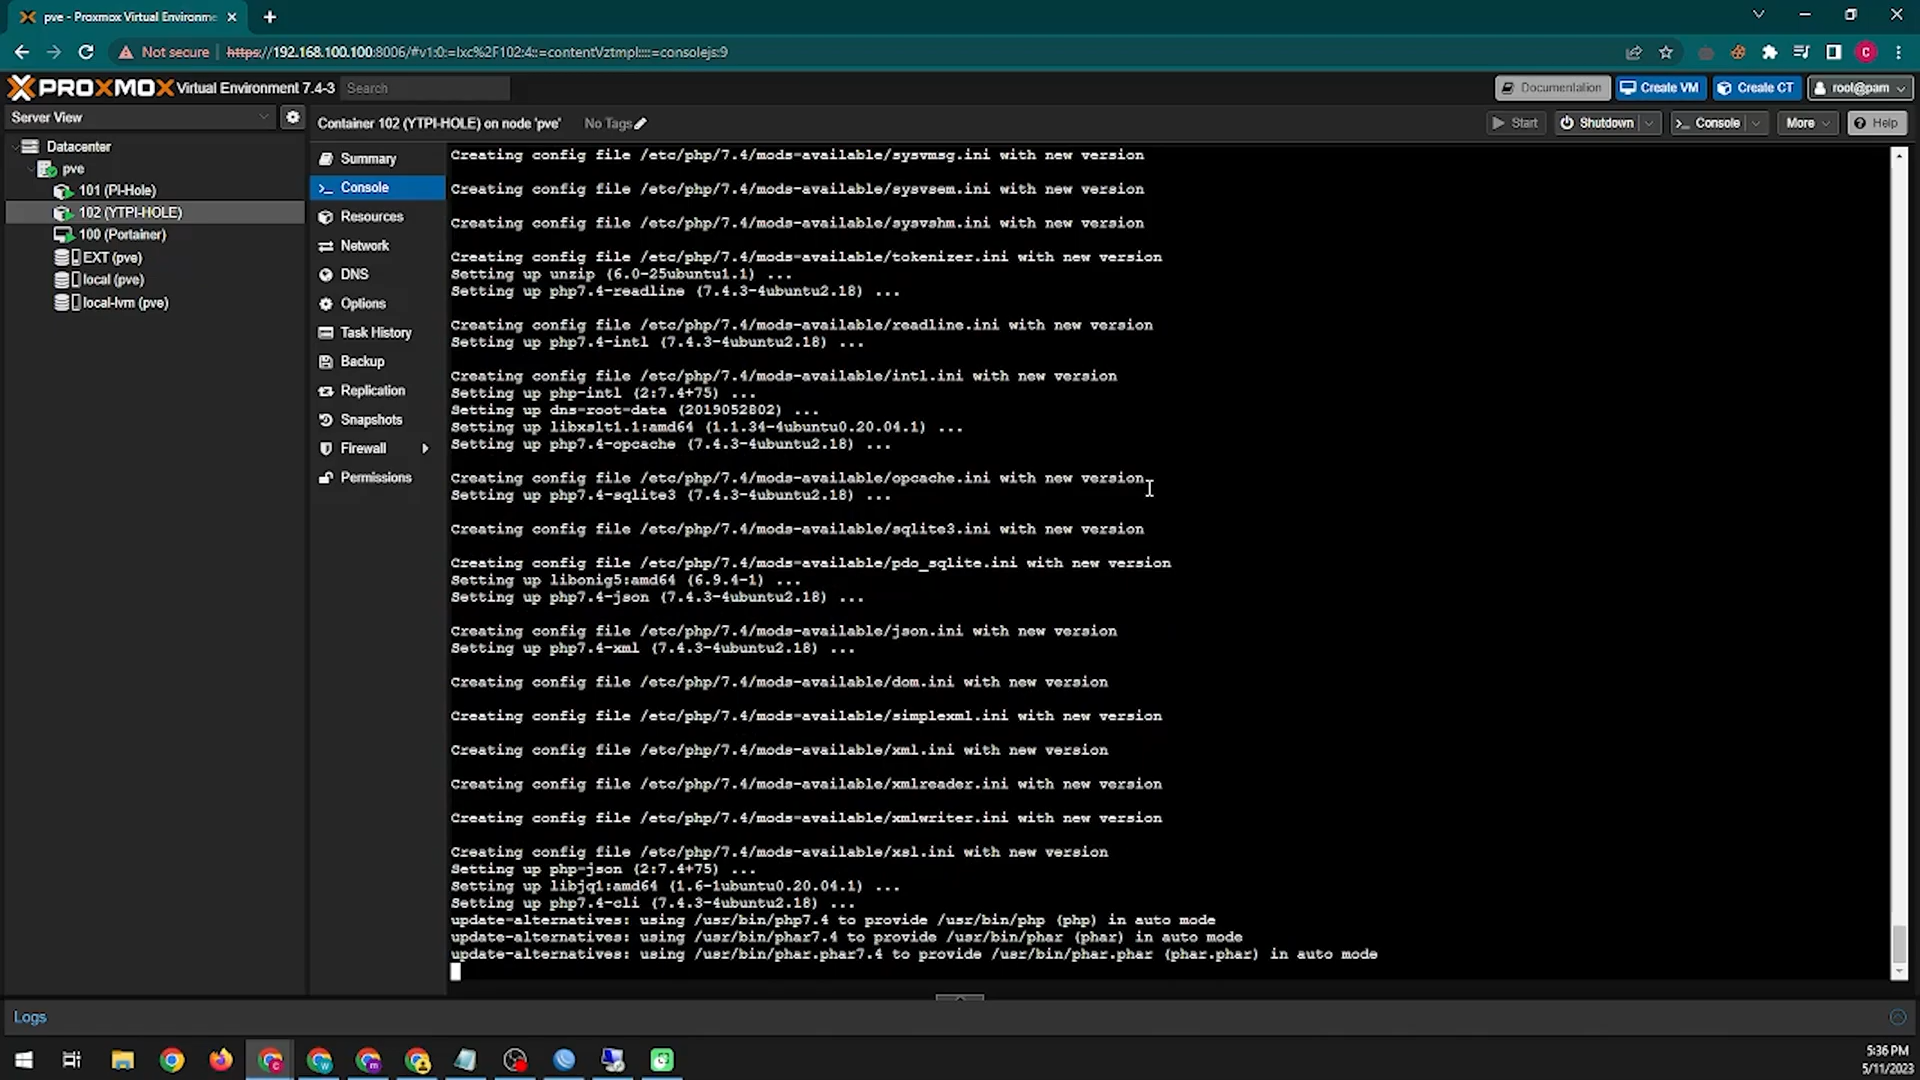 pve - Proxmox Virtual Environme
Not secure
https://192.168.100.100:8006/#v1:0:=lxc%2F102:4::=contentVztmpl::::=consolejs:9
PROXMOX Virtual Environment 7.4-3
Search
Documentation
Create VM
Create CT
root@pam
Server View
Container 102 (YTPI-HOLE) on node 'pve'
No Tags
Start
Shutdown
Console
More
Help
Datacenter
pve
101 (PI-Hole)
102 (YTPI-HOLE)
100 (Portainer)
EXT (pve)
local (pve)
local-lvm (pve)
Summary
Console
Resources
Network
DNS
Options
Task History
Backup
Replication
Snapshots
Firewall
Permissions
Creating config file /etc/php/7.4/mods-available/sysvmsg.ini with new version
Creating config file /etc/php/7.4/mods-available/sysvsem.ini with new version
Creating config file /etc/php/7.4/mods-available/sysvshm.ini with new version
Creating config file /etc/php/7.4/mods-available/tokenizer.ini with new version
Setting up unzip (6.0-25ubuntu1.1) ...
Setting up php7.4-readline (7.4.3-4ubuntu2.18) ...
Creating config file /etc/php/7.4/mods-available/readline.ini with new version
Setting up php7.4-intl (7.4.3-4ubuntu2.18) ...
Creating config file /etc/php/7.4/mods-available/intl.ini with new version
Setting up php-intl (2:7.4+75) ...
Setting up dns-root-data (2019052802) ...
Setting up libxslt1.1:amd64 (1.1.34-4ubuntu0.20.04.1) ...
Setting up php7.4-opcache (7.4.3-4ubuntu2.18) ...
Creating config file /etc/php/7.4/mods-available/opcache.ini with new version
Setting up php7.4-sqlite3 (7.4.3-4ubuntu2.18) ...
Creating config file /etc/php/7.4/mods-available/sqlite3.ini with new version
Creating config file /etc/php/7.4/mods-available/pdo_sqlite.ini with new version
Setting up libonig5:amd64 (6.9.4-1) ...
Setting up php7.4-json (7.4.3-4ubuntu2.18) ...
Creating config file /etc/php/7.4/mods-available/json.ini with new version
Setting up php7.4-xml (7.4.3-4ubuntu2.18) ...
Creating config file /etc/php/7.4/mods-available/dom.ini with new version
Creating config file /etc/php/7.4/mods-available/simplexml.ini with new version
Creating config file /etc/php/7.4/mods-available/xml.ini with new version
Creating config file /etc/php/7.4/mods-available/xmlreader.ini with new version
Creating config file /etc/php/7.4/mods-available/xmlwriter.ini with new version
Creating config file /etc/php/7.4/mods-available/xsl.ini with new version
Setting up php-json (2:7.4+75) ...
Setting up libjq1:amd64 (1.6-1ubuntu0.20.04.1) ...
Setting up php7.4-cli (7.4.3-4ubuntu2.18) ...
update-alternatives: using /usr/bin/php7.4 to provide /usr/bin/php (php) in auto mode
update-alternatives: using /usr/bin/phar7.4 to provide /usr/bin/phar (phar) in auto mode
update-alternatives: using /usr/bin/phar.phar7.4 to provide /usr/bin/phar.phar (phar.phar) in auto mode
Logs
5:36 PM
5/11/2023